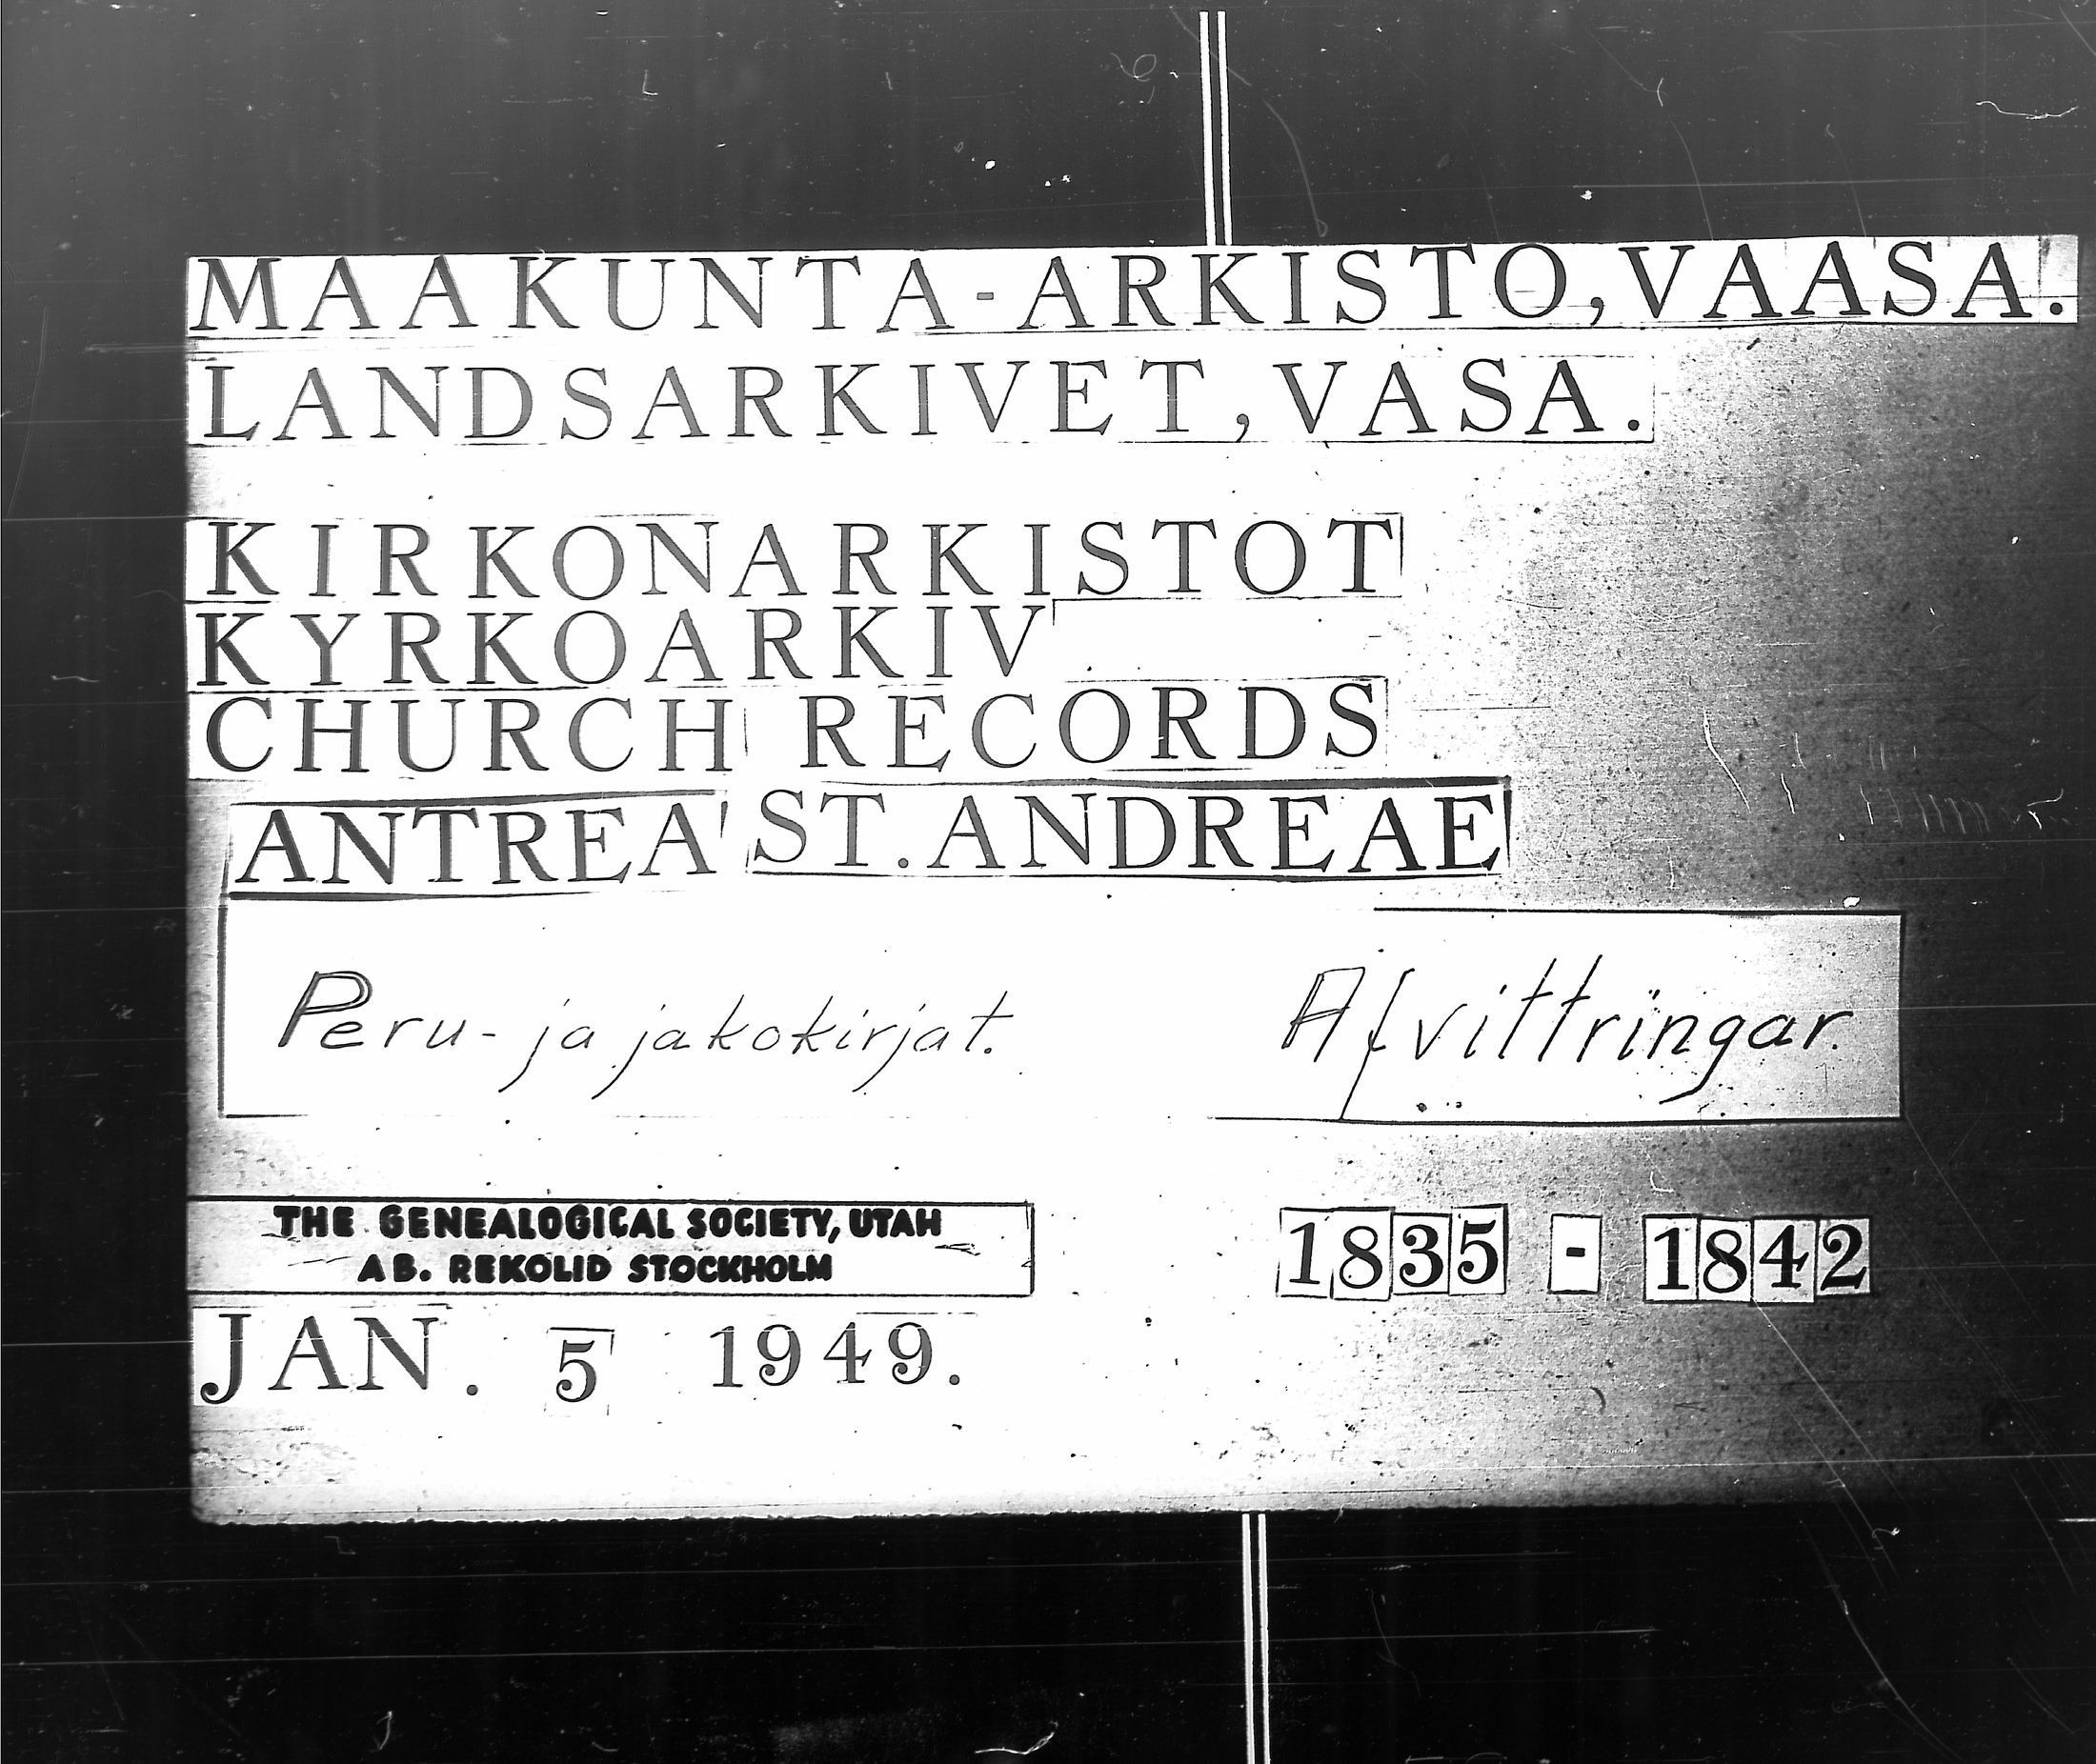 MAAKUNTA-ARKISTO, VAASA.
LANDSARKIVET, VASA.
KIRKONARKISTOT
KYRKOARKIV
CHURCH RECORDS
ANTREA ST. ANDREAE
Peru- ja jakokirjat. Afvittringar.
THE GENEALOGICAL SOCIETY, UTAH
AB. REKOLID STOCKHOLM
1835 - 1842
JAN. 5 1949.